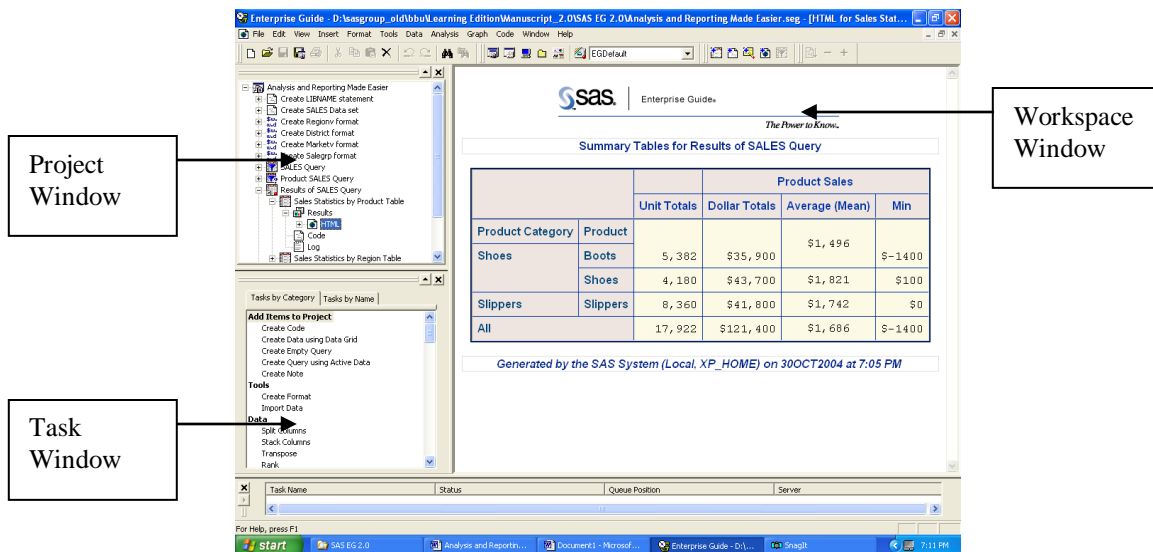 Enterprise Guide - D:\sasgroup_old\bbu\Learning Edition\Manuscript_2.0\SAS EG 2.0\Analysis and Reporting Made Easier.seg - [HTML for Sales Stat...
File Edit View Insert Format Tools Data Analysis Graph Code Window Help
EGDefault
Project
Window
Analysis and Reporting Made Easier
Create LIBNAME statement
Create SALES Data set
Create Regionv format
Create District format
Create Marketv format
Create Salegrp format
SALES Query
Product SALES Query
Results of SALES Query
Sales Statistics by Product Table
Results
HTML
Code
Log
Sales Statistics by Region Table
Task
Window
Tasks by Category Tasks by Name
Add Items to Project
Create Code
Create Data using Data Grid
Create Empty Query
Create Query using Active Data
Create Note
Tools
Create Format
Import Data
Data
Split Columns
Stack Columns
Transpose
Rank
sas. Enterprise Guide®
The Power to Know.
Workspace
Window
Summary Tables for Results of SALES Query
Product Sales
Unit Totals Dollar Totals Average (Mean) Min
Product Category Product
Shoes Boots 5,382 $35,900 $1,496 $-1400
Shoes 4,180 $43,700 $1,821 $100
Slippers Slippers 8,360 $41,800 $1,742 $0
All 17,922 $121,400 $1,686 $-1400
Generated by the SAS System (Local, XP_HOME) on 30OCT2004 at 7:05 PM
Task Name Status Queue Position Server
For Help, press F1
start SAS EG 2.0 Analysis and Reportin... Document1 - Microsof... Enterprise Guide - D:\... SnagIt 7:11 PM